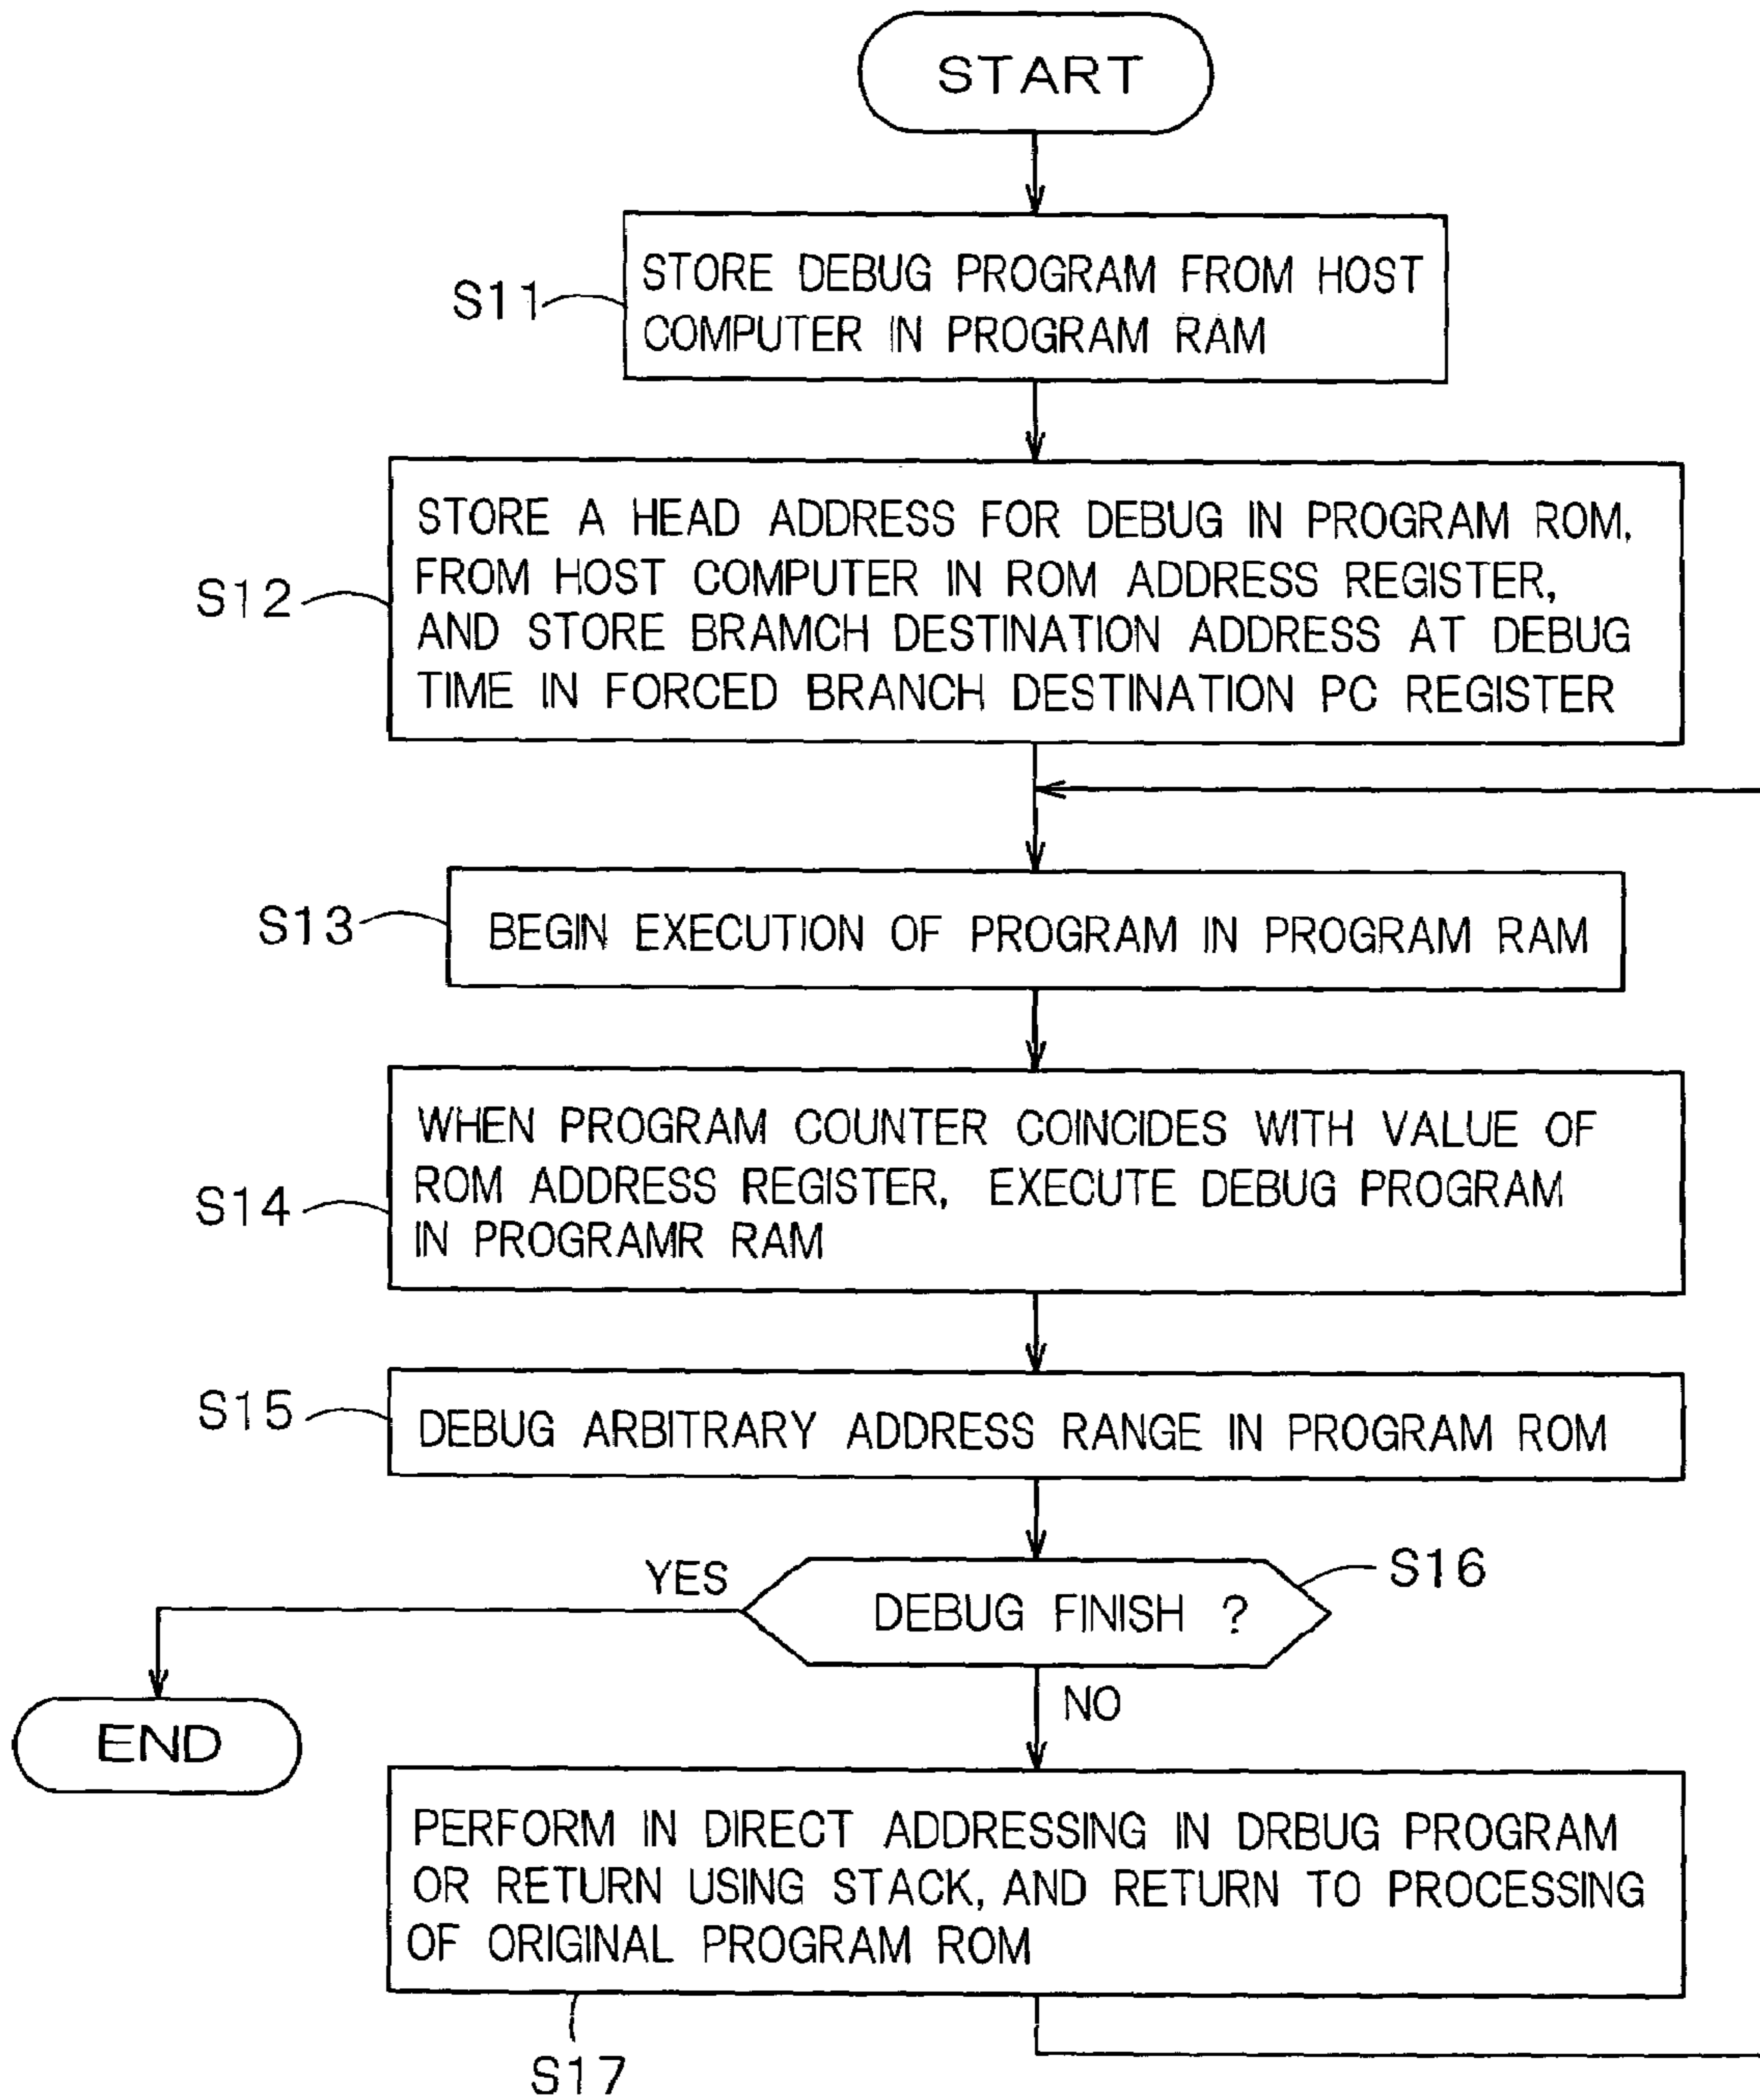 START
S11
STORE DEBUG PROGRAM FROM HOST
COMPUTER IN PROGRAM RAM
S12
STORE A HEAD ADDRESS FOR DEBUG IN PROGRAM ROM,
FROM HOST COMPUTER IN ROM ADDRESS REGISTER,
AND STORE BRAMCH DESTINATION ADDRESS AT DEBUG
TIME IN FORCED BRANCH DESTINATION PC REGISTER
S13
BEGIN EXECUTION OF PROGRAM IN PROGRAM RAM
S14
WHEN PROGRAM COUNTER COINCIDES WITH VALUE OF
ROM ADDRESS REGISTER, EXECUTE DEBUG PROGRAM
IN PROGRAMR RAM
S15
DEBUG ARBITRARY ADDRESS RANGE IN PROGRAM ROM
S16
YES
DEBUG FINISH ?
NO
END
PERFORM IN DIRECT ADDRESSING IN DRBUG PROGRAM
OR RETURN USING STACK, AND RETURN TO PROCESSING
OF ORIGINAL PROGRAM ROM
S17